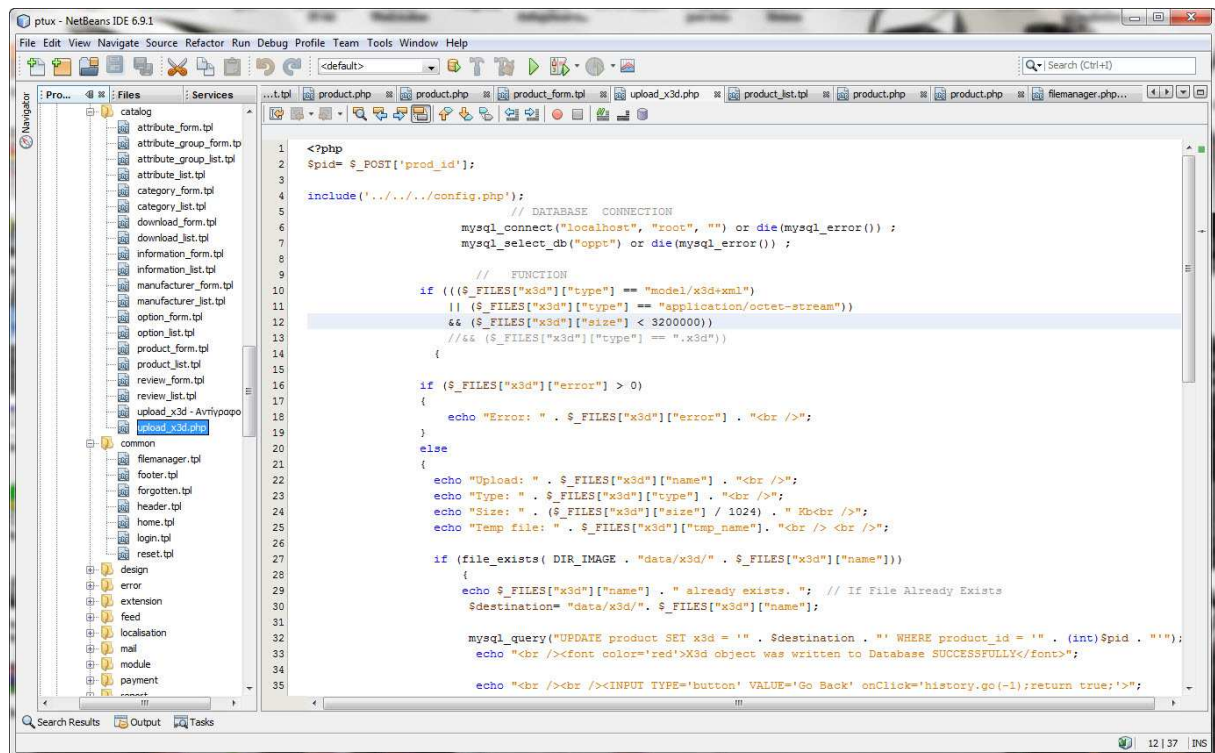 ptux - NetBeans IDE 6.9.1
File Edit View Navigate Source Refactor Run Debug Profile Team Tools Window Help
<default>
Search (Ctrl+I)
Navigator
Pro... Files Services
...t.tpl product.php product.php product_form.tpl upload_x3d.php product_list.tpl product.php product.php filemanager.php...
catalog
attribute_form.tpl
attribute_group_form.tp
attribute_group_list.tpl
attribute_list.tpl
category_form.tpl
category_list.tpl
download_form.tpl
download_list.tpl
information_form.tpl
information_list.tpl
manufacturer_form.tpl
manufacturer_list.tpl
option_form.tpl
option_list.tpl
product_form.tpl
product_list.tpl
review_form.tpl
review_list.tpl
upload_x3d - Αντίγραφο
upload_x3d.php
common
filemanager.tpl
footer.tpl
forgotten.tpl
header.tpl
home.tpl
login.tpl
reset.tpl
design
error
extension
feed
localisation
mail
module
payment
report
1 <?php
2 $pid= $_POST['prod_id'];
3
4 include('../../../config.php');
5 // DATABASE CONNECTION
6 mysql_connect("localhost", "root", "") or die(mysql_error()) ;
7 mysql_select_db("oppt") or die(mysql_error()) ;
8
9 // FUNCTION
10 if ((($_FILES["x3d"]["type"] == "model/x3d+xml")
11 || ($_FILES["x3d"]["type"] == "application/octet-stream"))
12 && ($_FILES["x3d"]["size"] < 3200000))
13 //&& ($_FILES["x3d"]["type"] == ".x3d"))
14 {
15
16 if ($_FILES["x3d"]["error"] > 0)
17 {
18 echo "Error: " . $_FILES["x3d"]["error"] . "<br />";
19 }
20 else
21 {
22 echo "Upload: " . $_FILES["x3d"]["name"] . "<br />";
23 echo "Type: " . $_FILES["x3d"]["type"] . "<br />";
24 echo "Size: " . ($_FILES["x3d"]["size"] / 1024) . " Kb<br />";
25 echo "Temp file: " . $_FILES["x3d"]["tmp_name"]. "<br /> <br />";
26
27 if (file_exists( DIR_IMAGE . "data/x3d/" . $_FILES["x3d"]["name"]))
28 {
29 echo $_FILES["x3d"]["name"] . " already exists. "; // If File Already Exists
30 $destination= "data/x3d/". $_FILES["x3d"]["name"];
31
32 mysql_query("UPDATE product SET x3d = '" . $destination . "' WHERE product_id = '" . (int)$pid . "'");
33 echo "<br /><font color='red'>X3d object was written to Database SUCCESSFULLY</font>";
34
35 echo "<br /><br /><INPUT TYPE='button' VALUE='Go Back' onClick='history.go(-1);return true;'>";
Search Results Output Tasks
12 | 37 INS